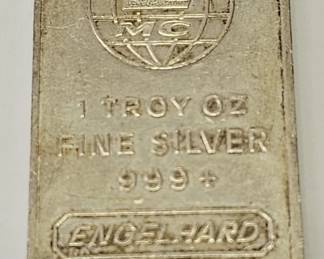 MC
1 TROY OZ
FINE SILVER
.999+
ENGELHARD